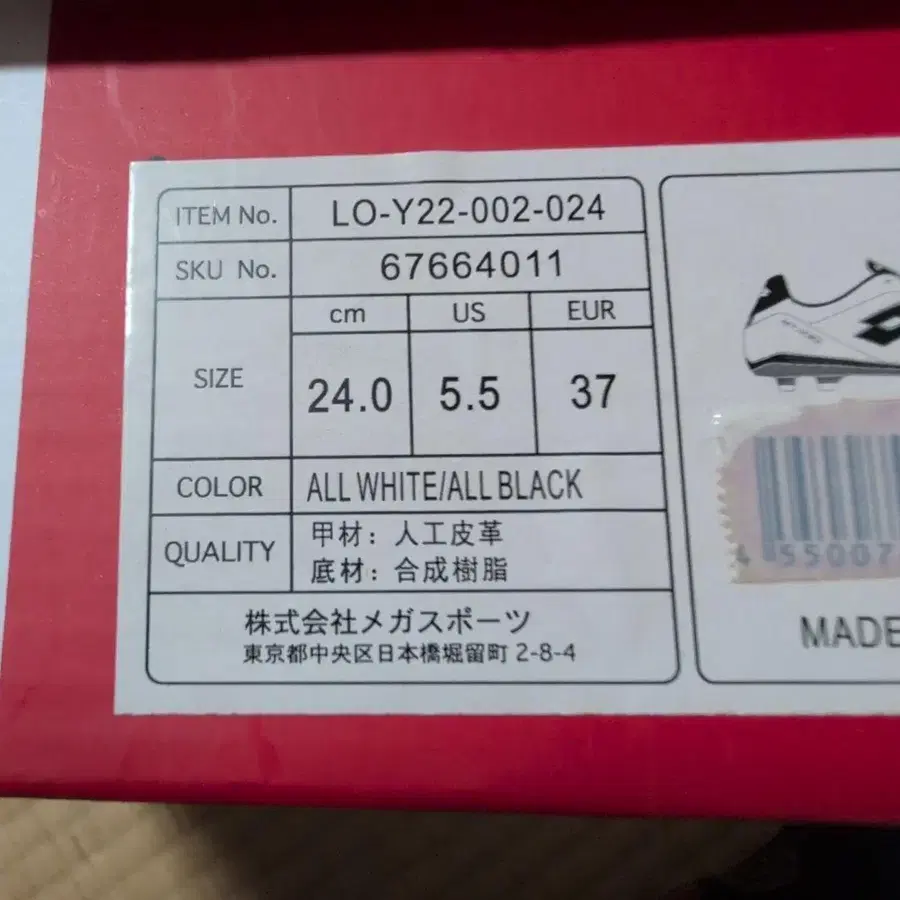 ITEM No. LO-Y22-002-024
SKU No. 67664011
SIZE
cm US EUR
24.0 5.5 37
COLOR ALL WHITE/ALL BLACK
QUALITY
甲材：人工皮革
底材：合成樹脂
株式会社メガスポーツ
東京都中央区日本橋堀留町 2-8-4
4 55007
MADE